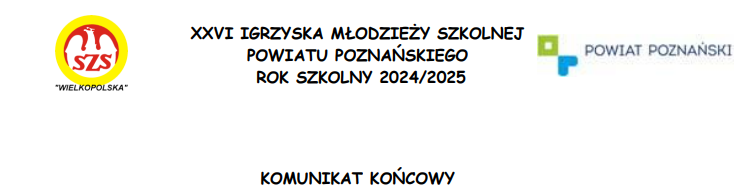 XXVI IGRZYSKA MŁODZIEŻY SZKOLNEJ
POWIATU POZNAŃSKIEGO
ROK SZKOLNY 2024/2025
SZS
"WIELKOPOLSKA"
POWIAT POZNAŃSKI
KOMUNIKAT KOŃCOWY